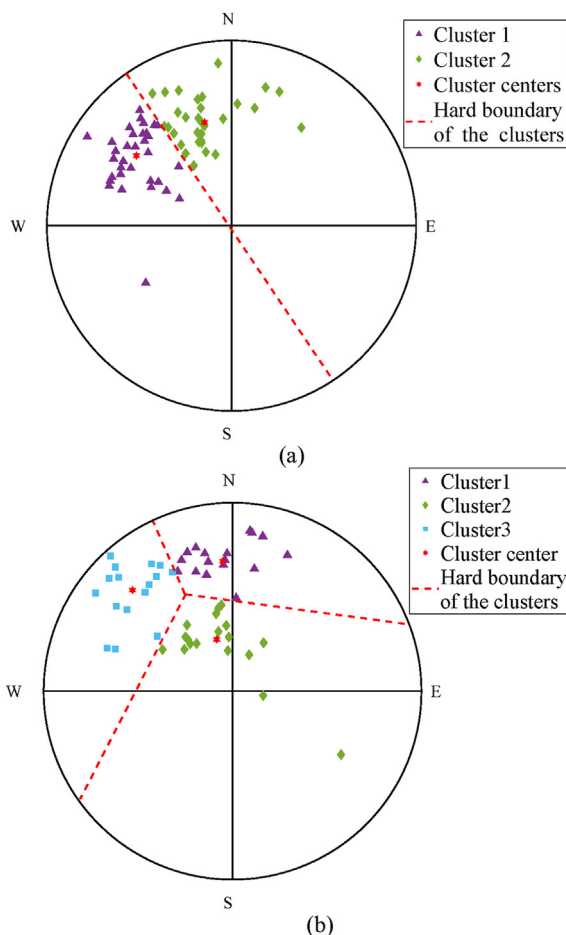 N
Cluster 1
Cluster 2
Cluster centers
Hard boundary
of the clusters
W
E
S
(a)
N
Cluster1
Cluster2
Cluster3
Cluster center
Hard boundary
of the clusters
W
E
S
(b)